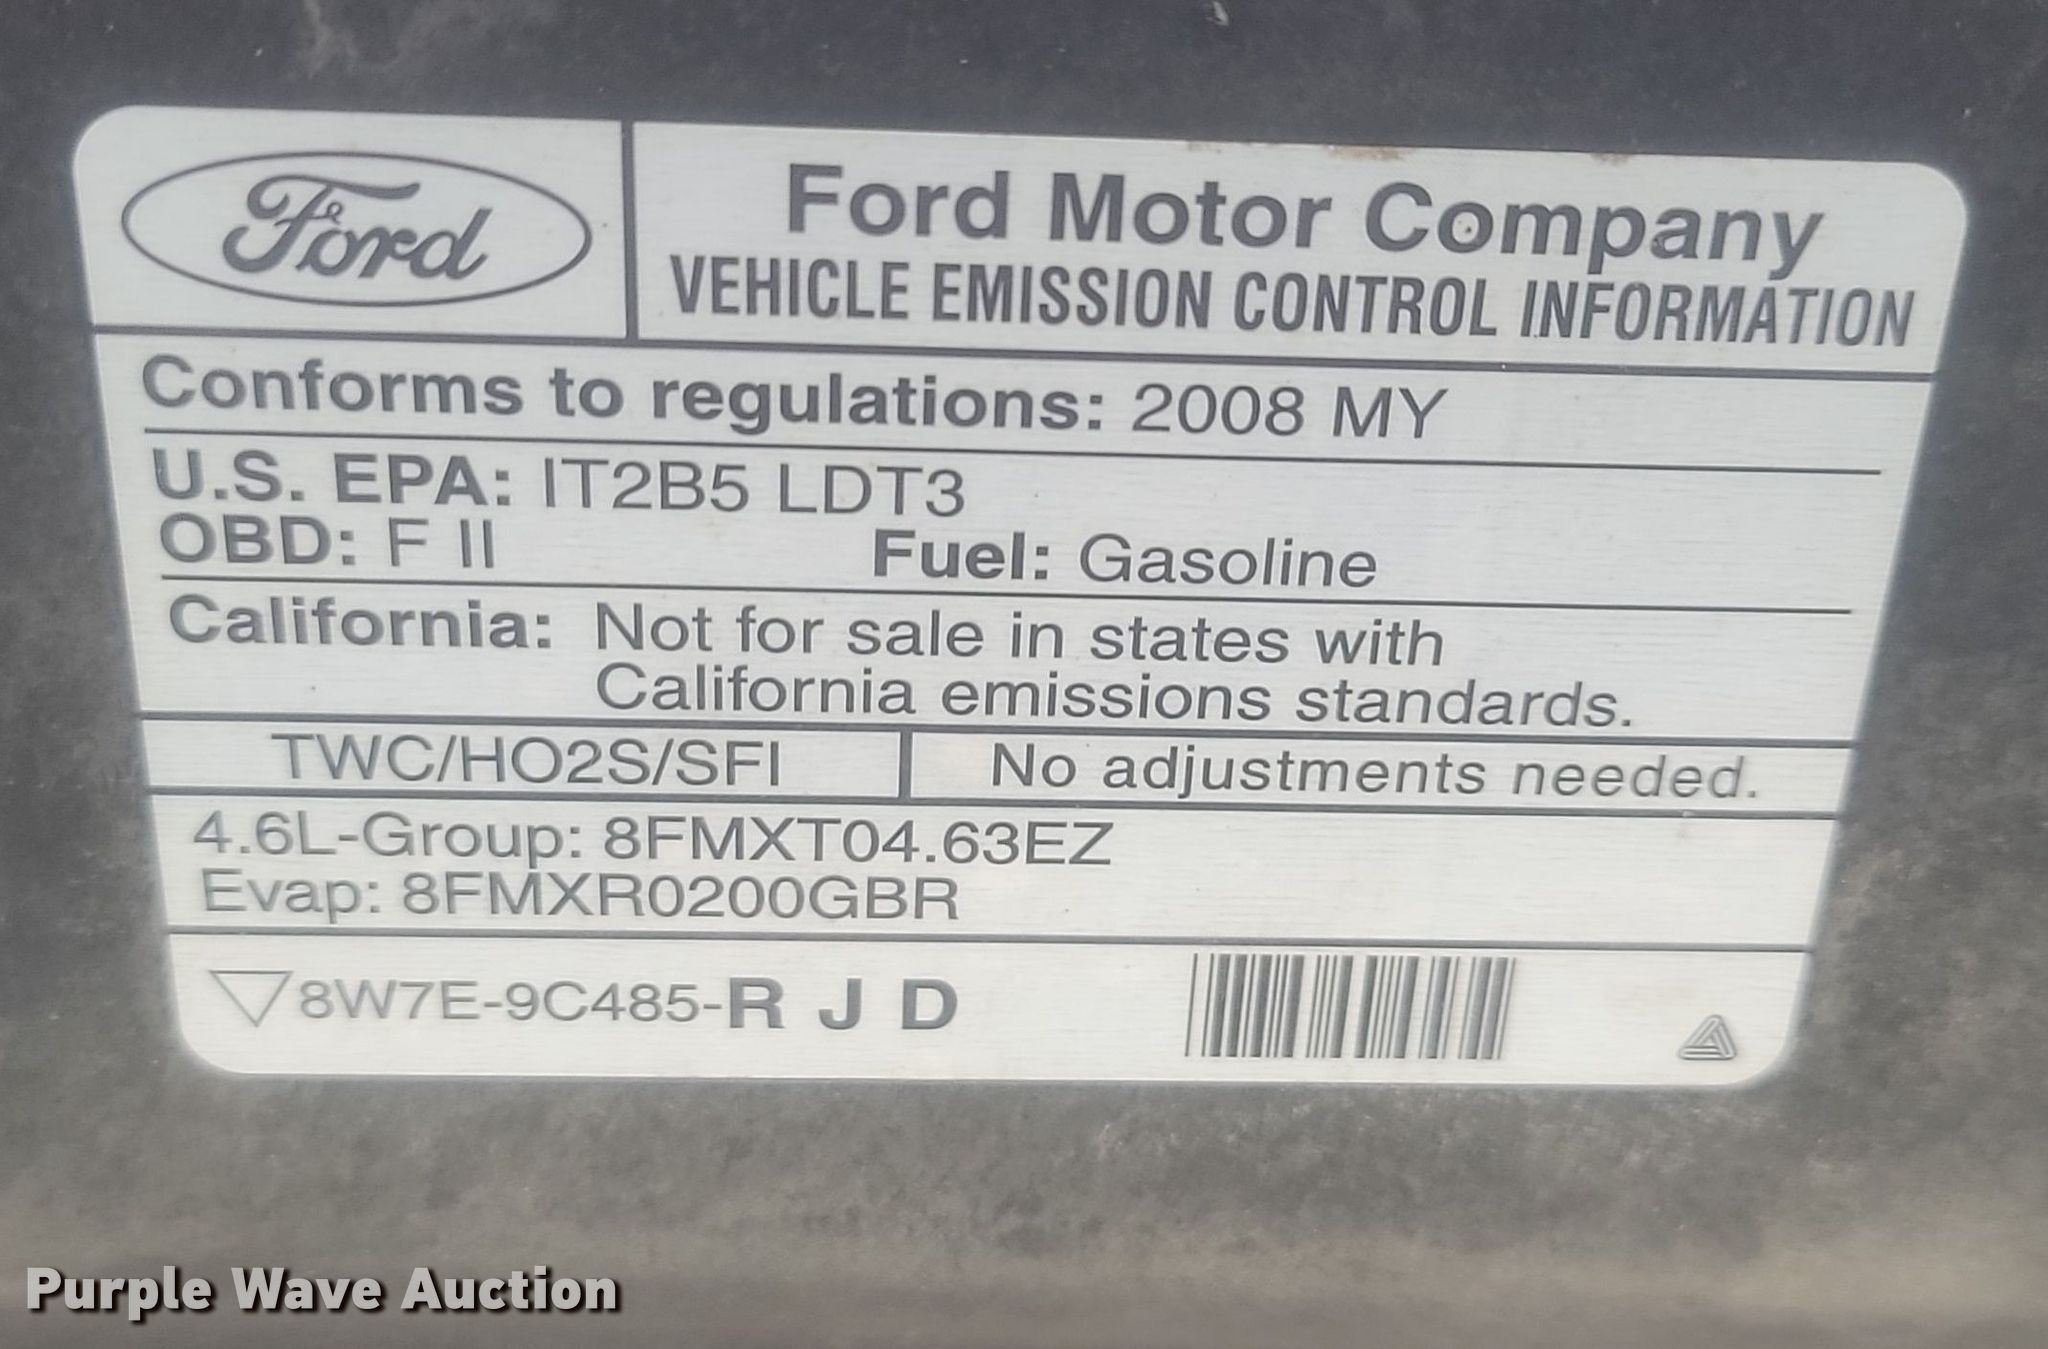 Ford
Ford Motor Company
VEHICLE EMISSION CONTROL INFORMATION
Conforms to regulations: 2008 MY
U.S. EPA: IT2B5 LDT3
OBD: F II Fuel: Gasoline
California: Not for sale in states with
California emissions standards.
TWC/HO2S/SFI No adjustments needed.
4.6L-Group: 8FMXT04.63EZ
Evap: 8FMXR0200GBR
8W7E-9C485-R J D
Purple Wave Auction